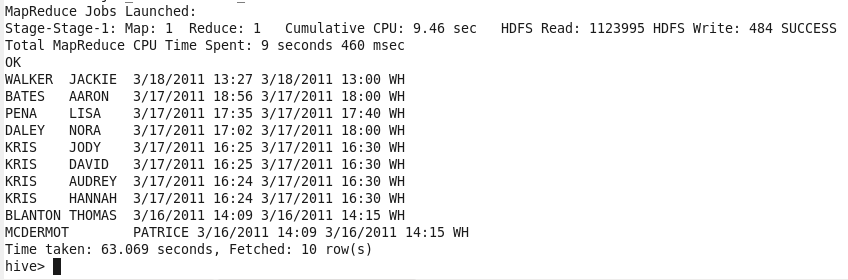 MapReduce Jobs Launched:
Stage-Stage-1: Map: 1  Reduce: 1   Cumulative CPU: 9.46 sec   HDFS Read: 1123995 HDFS Write: 484 SUCCESS
Total MapReduce CPU Time Spent: 9 seconds 460 msec
OK
WALKER  JACKIE  3/18/2011 13:27 3/18/2011 13:00 WH
BATES   AARON   3/17/2011 18:56 3/17/2011 18:00 WH
PENA    LISA    3/17/2011 17:35 3/17/2011 17:40 WH
DALEY   NORA    3/17/2011 17:02 3/17/2011 18:00 WH
KRIS    JODY    3/17/2011 16:25 3/17/2011 16:30 WH
KRIS    DAVID   3/17/2011 16:25 3/17/2011 16:30 WH
KRIS    AUDREY  3/17/2011 16:24 3/17/2011 16:30 WH
KRIS    HANNAH  3/17/2011 16:24 3/17/2011 16:30 WH
BLANTON THOMAS  3/16/2011 14:09 3/16/2011 14:15 WH
MCDERMOT        PATRICE 3/16/2011 14:09 3/16/2011 14:15 WH
Time taken: 63.069 seconds, Fetched: 10 row(s)
hive>